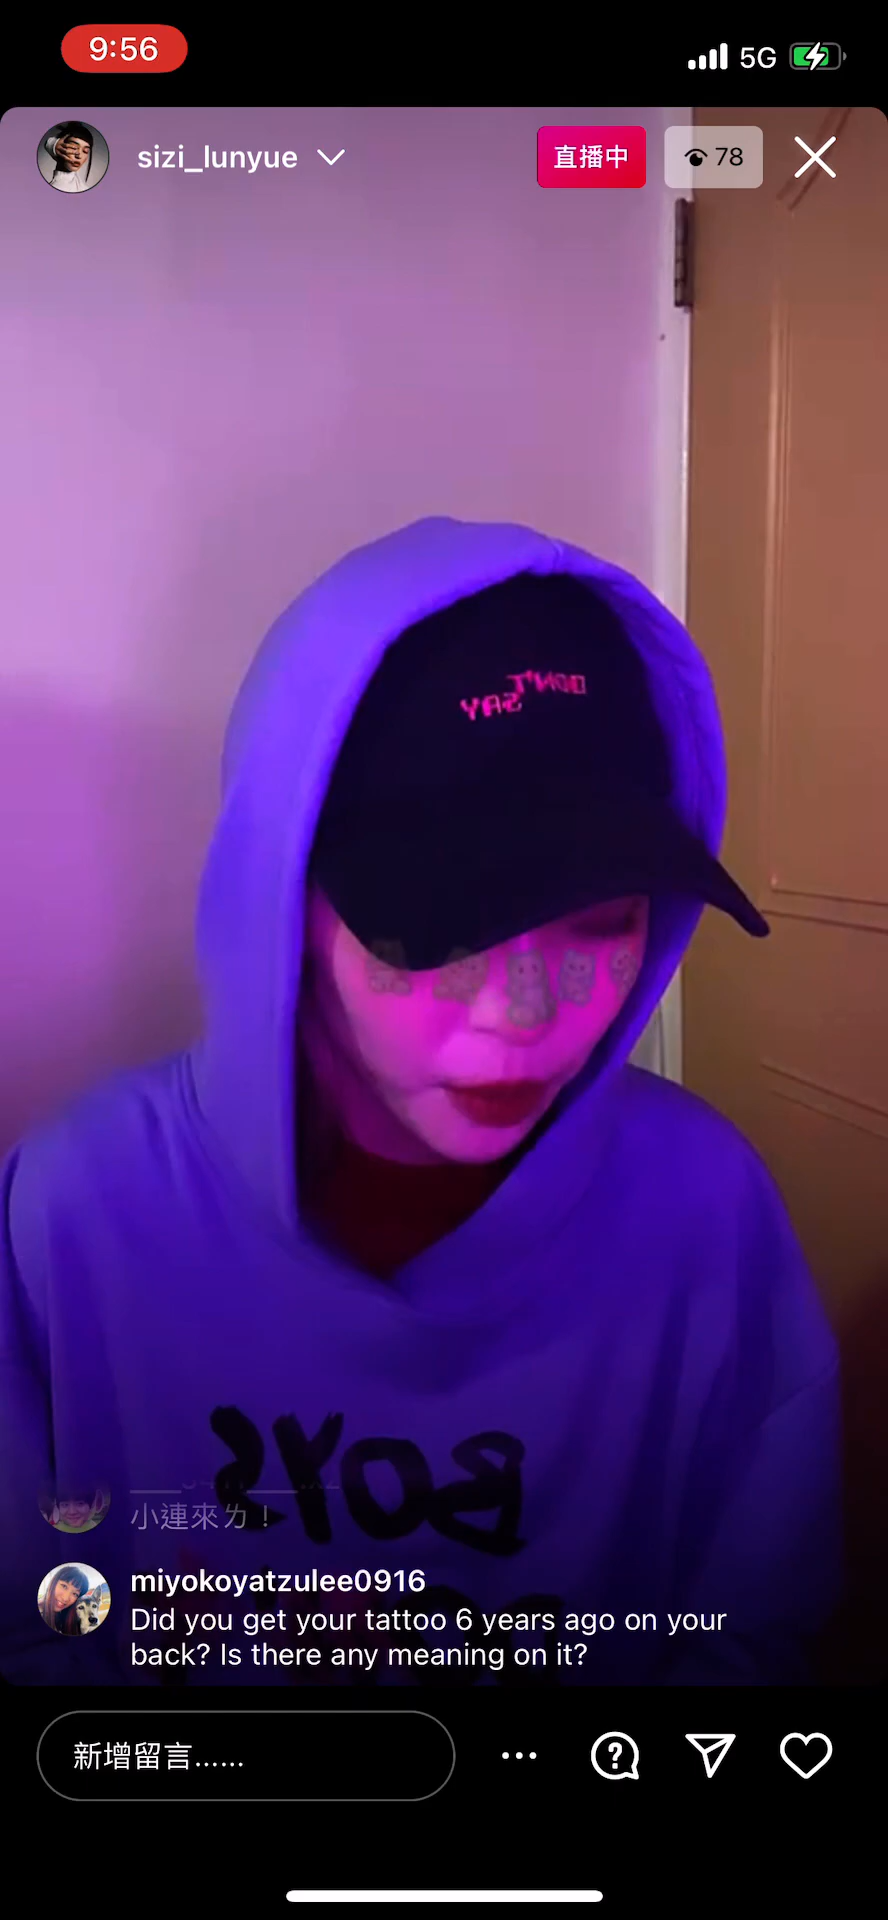 9:56
5G
sizi_lunyue
直播中
78
DON'T
SAY
BOYS
小連來ㄌ！
miyokoyatzulee0916
Did you get your tattoo 6 years ago on your
back? Is there any meaning on it?
新增留言......